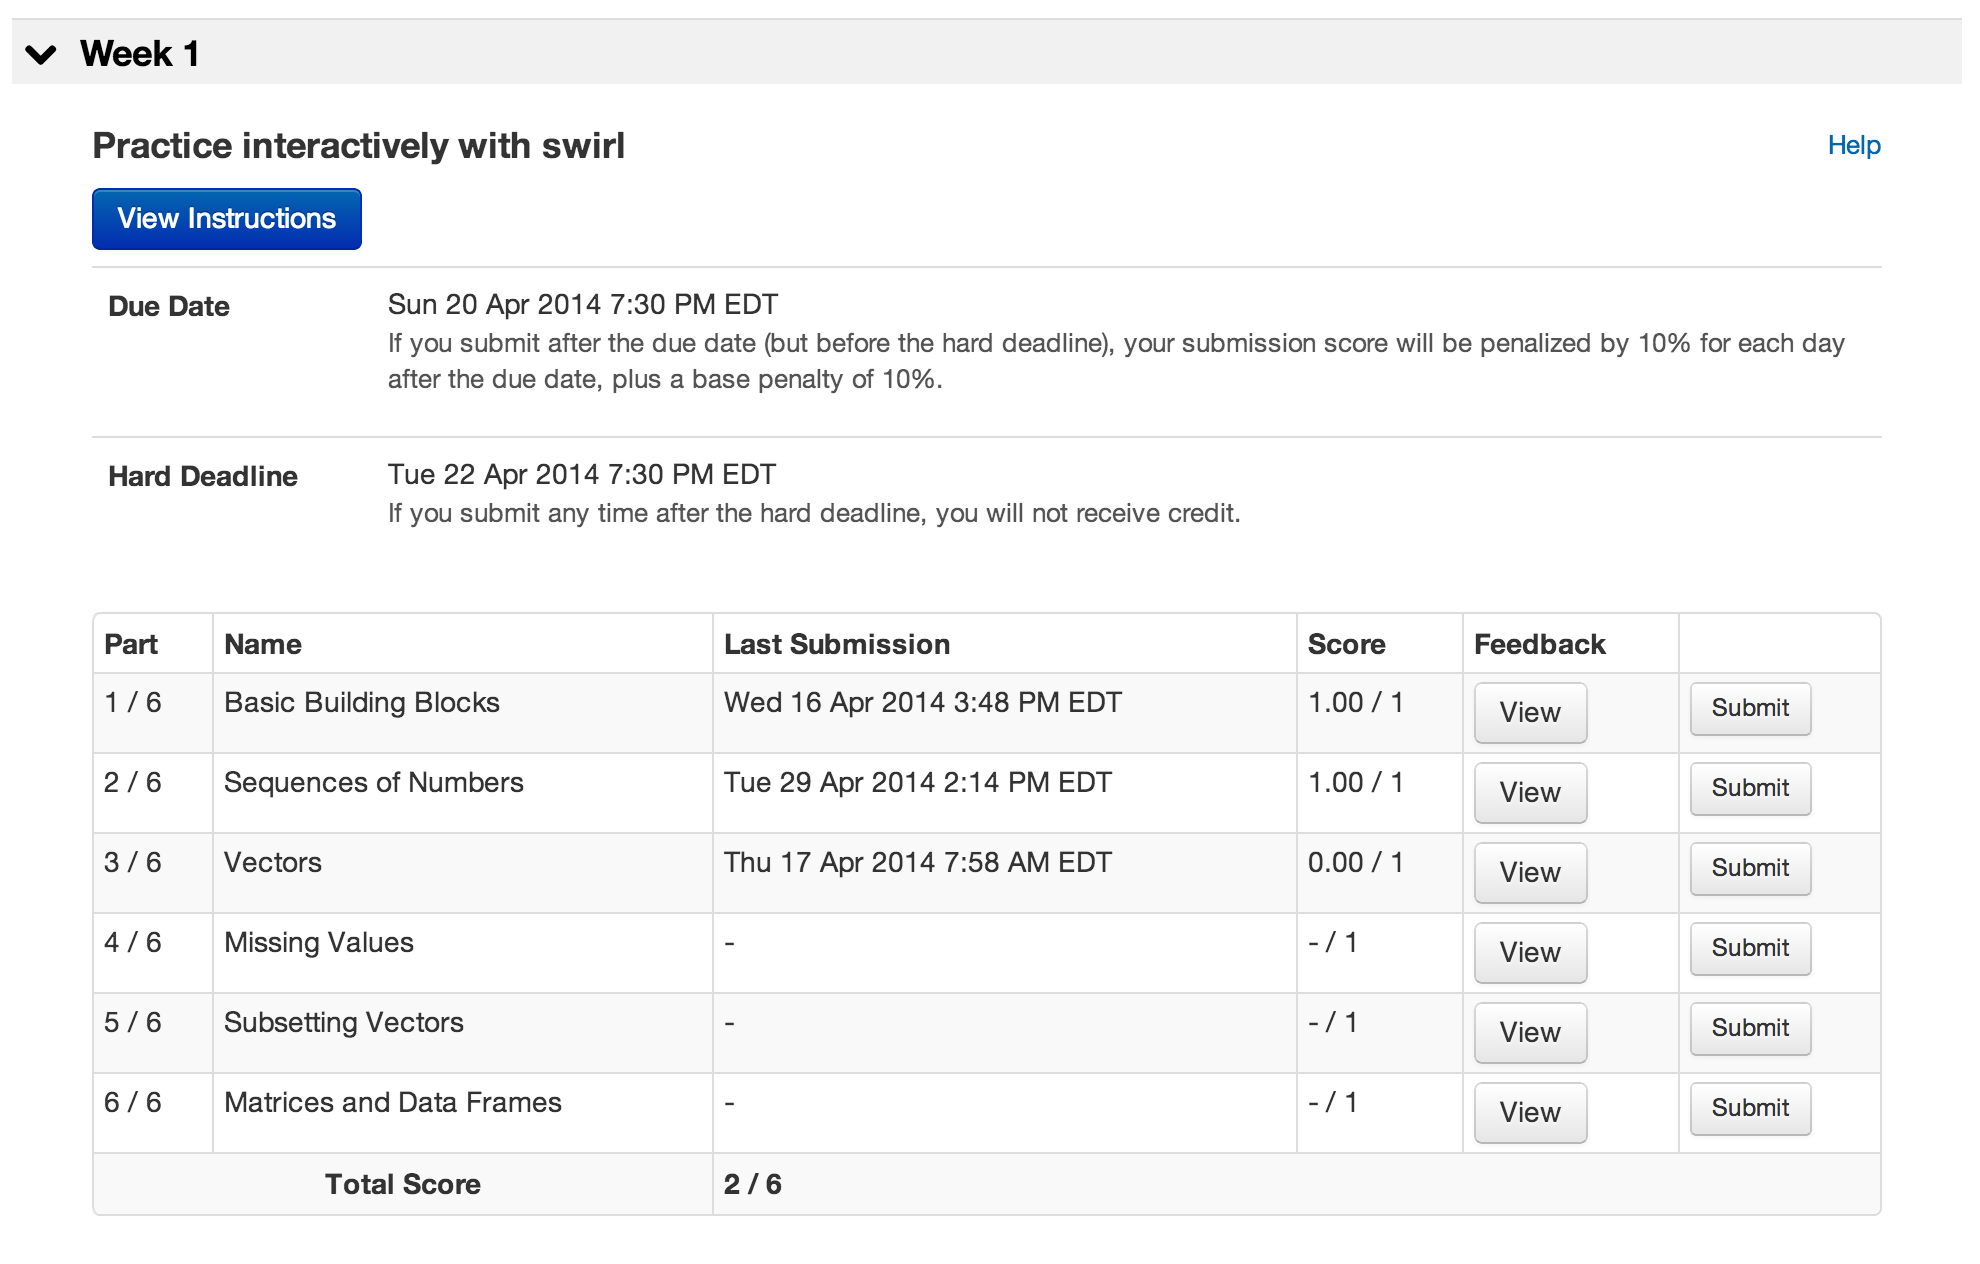 Week 1
Practice interactively with swirl
Help
View Instructions
Due Date
Sun 20 Apr 2014 7:30 PM EDT
If you submit after the due date (but before the hard deadline), your submission score will be penalized by 10% for each day
after the due date, plus a base penalty of 10%.
Hard Deadline
Tue 22 Apr 2014 7:30 PM EDT
If you submit any time after the hard deadline, you will not receive credit.
Part Name Last Submission Score Feedback
1 / 6 Basic Building Blocks Wed 16 Apr 2014 3:48 PM EDT 1.00 / 1 View Submit
2 / 6 Sequences of Numbers Tue 29 Apr 2014 2:14 PM EDT 1.00 / 1 View Submit
3 / 6 Vectors Thu 17 Apr 2014 7:58 AM EDT 0.00 / 1 View Submit
4 / 6 Missing Values - - / 1 View Submit
5 / 6 Subsetting Vectors - - / 1 View Submit
6 / 6 Matrices and Data Frames - - / 1 View Submit
Total Score 2 / 6